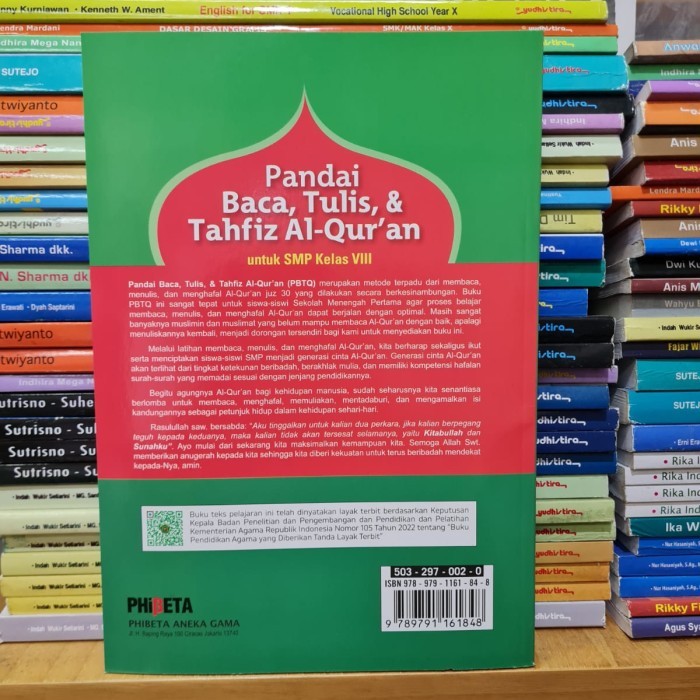 Pandai
Baca, Tulis, &
Tahfiz Al-Qur'an
untuk SMP Kelas VIII
Pandai Baca, Tulis, & Tahfiz Al-Qur'an (PBTQ) merupakan metode terpadu dari membaca,
menulis, dan menghafal Al-Qur'an juz 30 yang dilakukan secara berkesinambungan. Buku
PBTQ ini sangat tepat untuk siswa-siswi Sekolah Menengah Pertama agar proses belajar
membaca, menulis, dan menghafal Al-Qur'an dapat berjalan dengan optimal. Masih sangat
banyaknya muslimin dan muslimat yang belum mampu membaca Al-Qur'an dengan baik, apalagi
menuliskannya kembali, menjadi dorongan tersendiri bagi kami untuk menyediakan buku ini.
Melalui latihan membaca, menulis, dan menghafal Al-Qur'an, kita berharap sekaligus ikut
serta menciptakan siswa-siswi SMP menjadi generasi cinta Al-Qur'an. Generasi cinta Al-Qur'an
akan terlihat dari tingkat ketekunan beribadah, berakhlak mulia, dan memiliki kompetensi hafalan
surah-surah yang memadai sesuai dengan jenjang pendidikannya.
Begitu agungnya Al-Qur'an bagi kehidupan manusia, sudah seharusnya kita senantiasa
berlomba untuk membaca, menghafal, memuliakan, mentadaburi, dan mengamalkan isi
kandungannya sebagai petunjuk hidup dalam kehidupan sehari-hari.
Rasulullah saw. bersabda: "Aku tinggalkan untuk kalian dua perkara, jika kalian berpegang
teguh kepada keduanya, maka kalian tidak akan tersesat selamanya, yaitu Kitabullah dan
Sunahku". Ayo mulai dari sekarang kita maksimalkan kemampuan kita. Semoga Allah Swt.
memberikan anugerah kepada kita sehingga kita diberi kekuatan untuk terus beribadah mendekat
kepada-Nya, amin.
Buku teks pelajaran ini telah dinyatakan layak terbit berdasarkan Keputusan
Kepala Badan Penelitian dan Pengembangan dan Pendidikan dan Pelatihan
Kementerian Agama Republik Indonesia Nomor 105 Tahun 2022 tentang "Buku
Pendidikan Agama yang Diberikan Tanda Layak Terbit"
503-297-002-0
ISBN 978-979-1161-84-8
9 789791 161848
PHiBETA
PHIBETA ANEKA GAMA
Kurniawan • Kenneth W. Ament
English for
Vocational High School Year X
yudhistira
Mardani
SMK/MAK Kelas X
SUTEJO
Sharma dkk.
N. Sharma dk
Erawati • Dyah Saptarini
Sutrisno - Suhe
Sutrisno - Sus
Sutrisno - Sus
Sutrisno - Sus
Anis
Lendra Mardan
Rikky F
Dwi Ku
Anis M
Wahyu
Fajar Wi
SUTE
SUTEJ
Rika I
Rika Ind
Rika Ind
Rika Ind
Ika W
Rikky Fi
Agus Sya